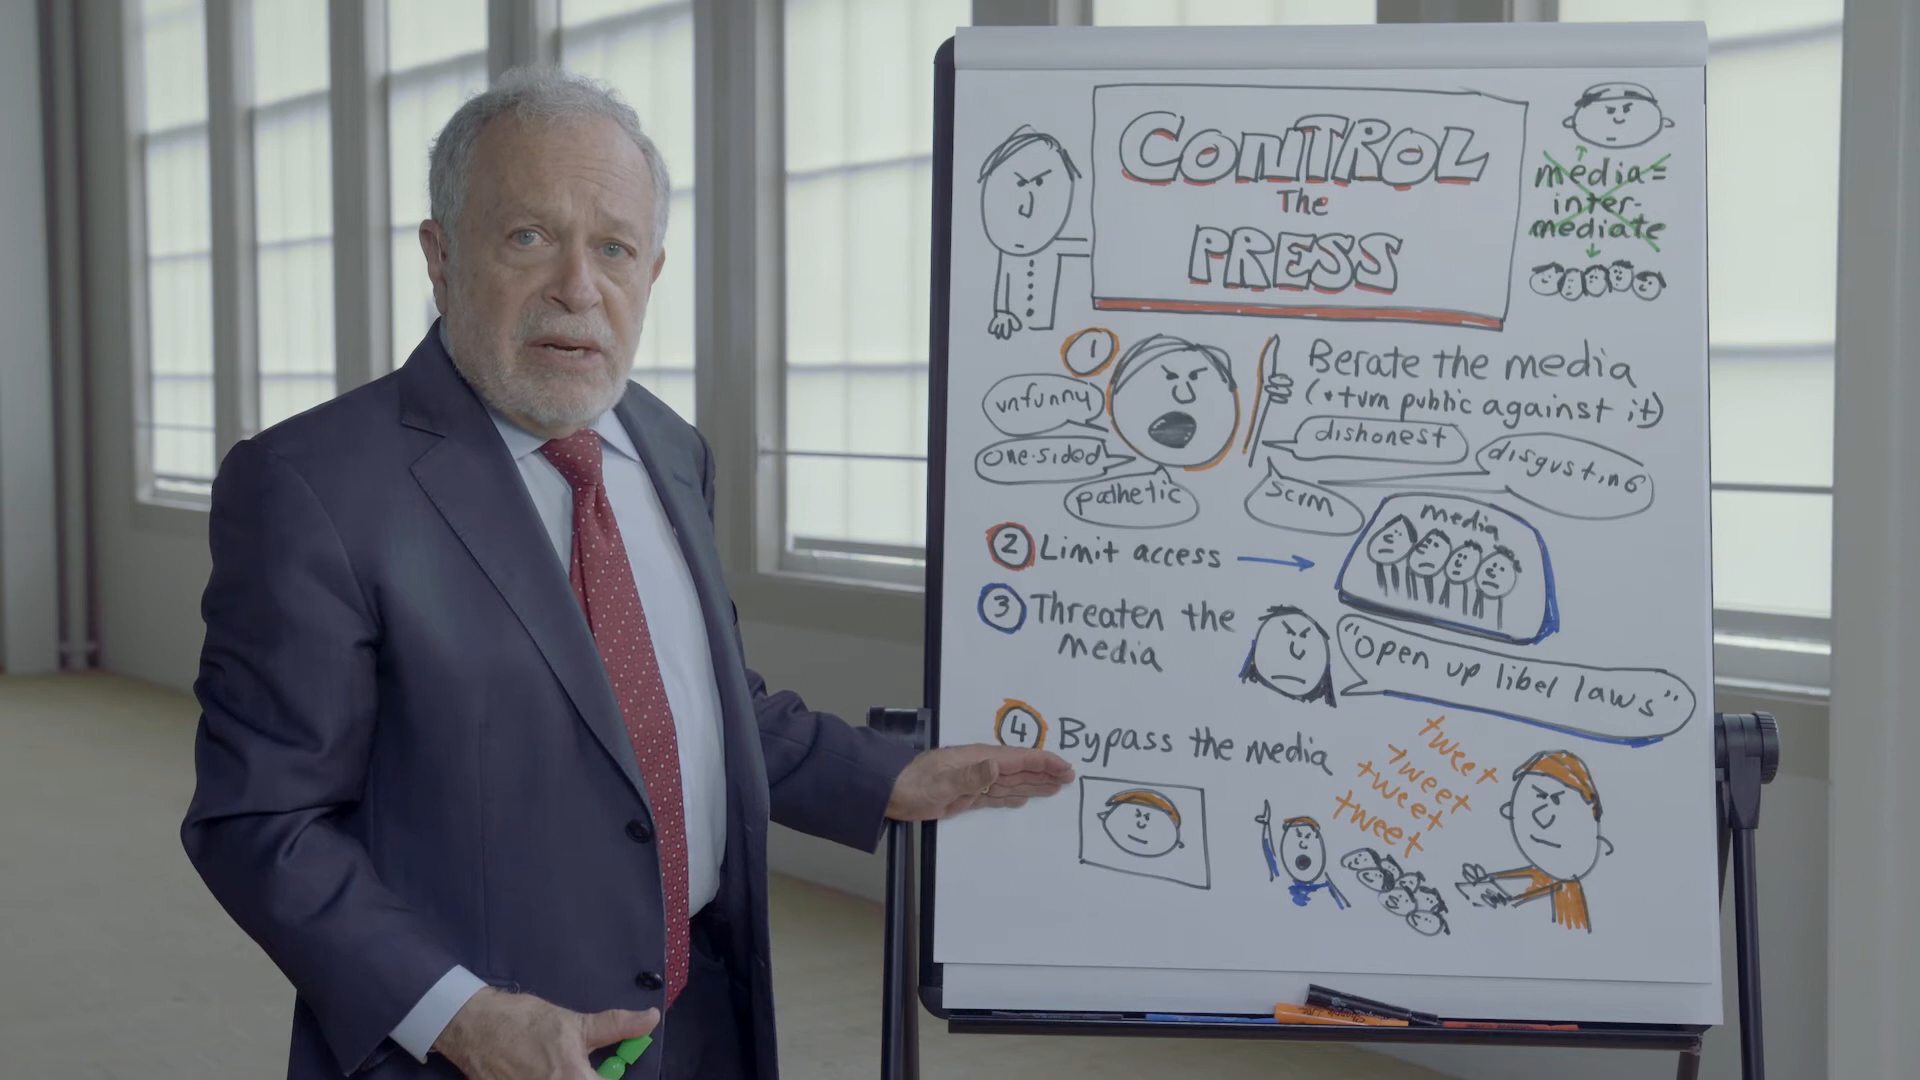 CONTROL
The
PRESS
media =
inter-
mediate
1
Berate the media
(+ turn public against it)
unfunny
one-sided
pathetic
dishonest
disgusting
scum
2 Limit access
media
3 Threaten the
media
"open up libel laws"
4 Bypass the media
tweet
tweet
tweet
tweet